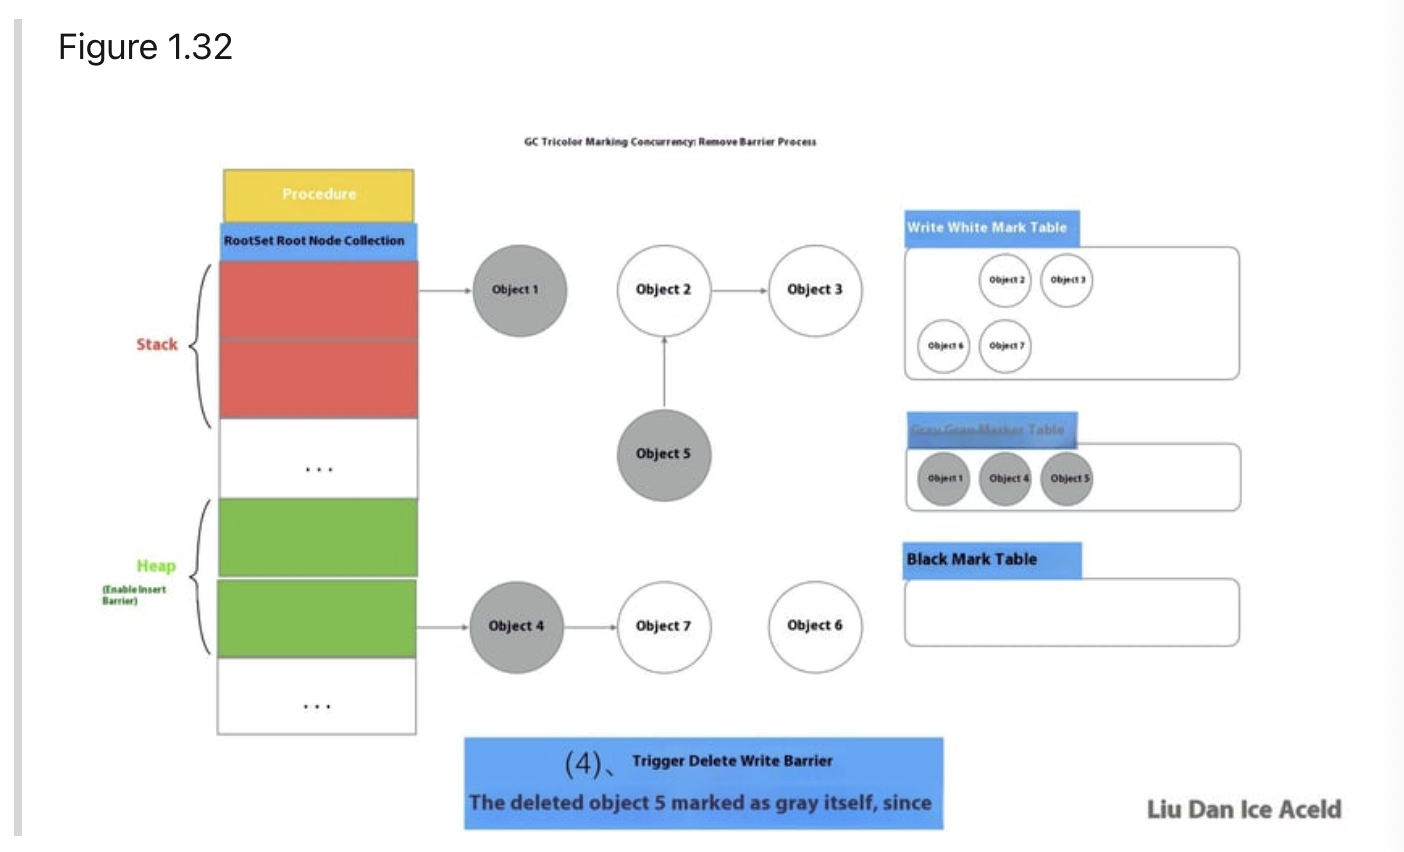 Figure 1.32
GC Tricolor Marking Concurrency: Remove Barrier Process
Procedure
RootSet Root Node Collection
Stack
...
Heap
(Enable Insert
Barrier)
...
Object 1
Object 2
Object 3
Object 5
Object 4
Object 7
Object 6
Write White Mark Table
Object 2
Object 3
Object 6
Object 7
Gray Gray Marker Table
Object 1
Object 4
Object 5
Black Mark Table
(4)、 Trigger Delete Write Barrier
The deleted object 5 marked as gray itself, since
Liu Dan Ice Aceld